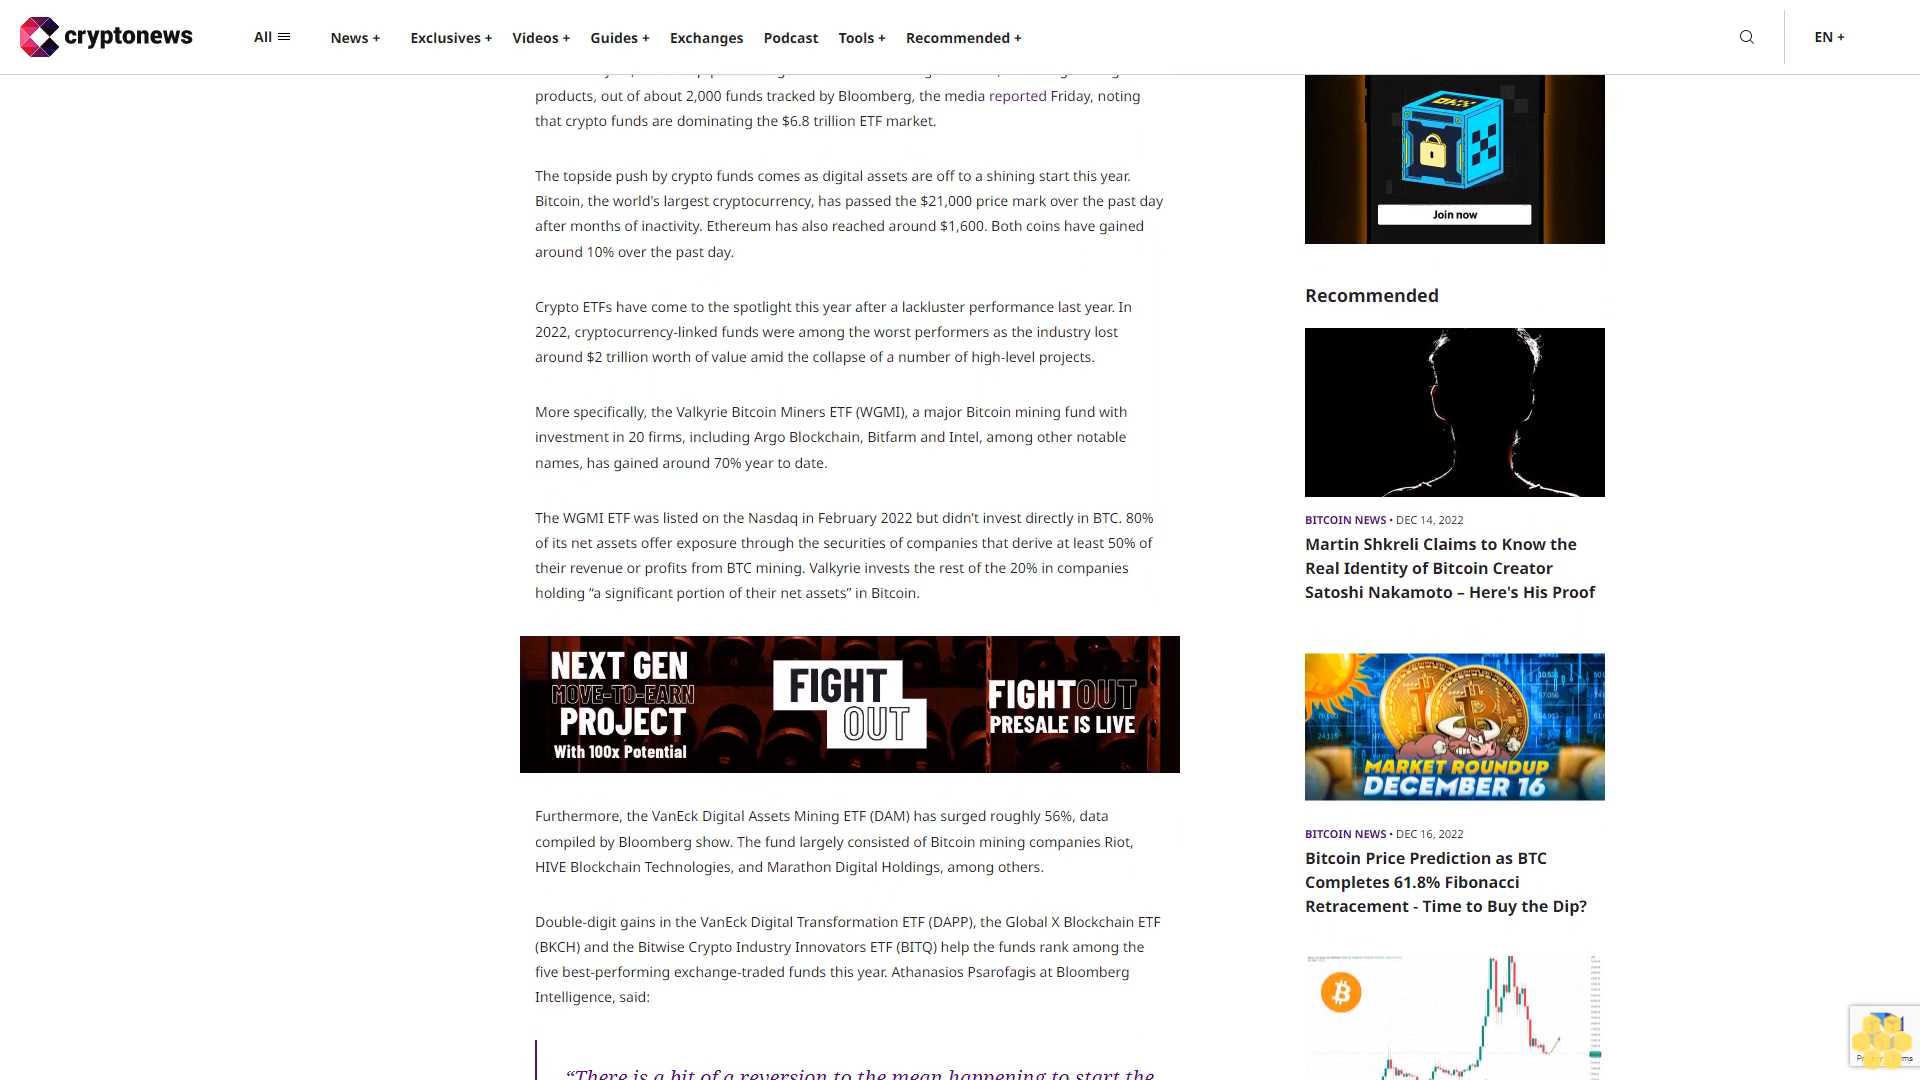 cryptonews
All
News +
Exclusives +
Videos +
Guides +
Exchanges
Podcast
Tools +
Recommended +
EN +
products, out of about 2,000 funds tracked by Bloomberg, the media reported Friday, noting
that crypto funds are dominating the $6.8 trillion ETF market.
The topside push by crypto funds comes as digital assets are off to a shining start this year.
Bitcoin, the world's largest cryptocurrency, has passed the $21,000 price mark over the past day
after months of inactivity. Ethereum has also reached around $1,600. Both coins have gained
around 10% over the past day.
Crypto ETFs have come to the spotlight this year after a lackluster performance last year. In
2022, cryptocurrency-linked funds were among the worst performers as the industry lost
around $2 trillion worth of value amid the collapse of a number of high-level projects.
More specifically, the Valkyrie Bitcoin Miners ETF (WGMI), a major Bitcoin mining fund with
investment in 20 firms, including Argo Blockchain, Bitfarm and Intel, among other notable
names, has gained around 70% year to date.
The WGMI ETF was listed on the Nasdaq in February 2022 but didn’t invest directly in BTC. 80%
of its net assets offer exposure through the securities of companies that derive at least 50% of
their revenue or profits from BTC mining. Valkyrie invests the rest of the 20% in companies
holding “a significant portion of their net assets” in Bitcoin.
NEXT GEN
MOVE-TO-EARN
PROJECT
With 100x Potential
FIGHT
OUT
FIGHTOUT
PRESALE IS LIVE
Furthermore, the VanEck Digital Assets Mining ETF (DAM) has surged roughly 56%, data
compiled by Bloomberg show. The fund largely consisted of Bitcoin mining companies Riot,
HIVE Blockchain Technologies, and Marathon Digital Holdings, among others.
Double-digit gains in the VanEck Digital Transformation ETF (DAPP), the Global X Blockchain ETF
(BKCH) and the Bitwise Crypto Industry Innovators ETF (BITQ) help the funds rank among the
five best-performing exchange-traded funds this year. Athanasios Psarofagis at Bloomberg
Intelligence, said:
“There is a bit of a reversion to the mean happening to start the
OKX
Join now
Recommended
BITCOIN NEWS • DEC 14, 2022
Martin Shkreli Claims to Know the
Real Identity of Bitcoin Creator
Satoshi Nakamoto – Here's His Proof
MARKET ROUNDUP
DECEMBER 16
BITCOIN NEWS • DEC 16, 2022
Bitcoin Price Prediction as BTC
Completes 61.8% Fibonacci
Retracement - Time to Buy the Dip?